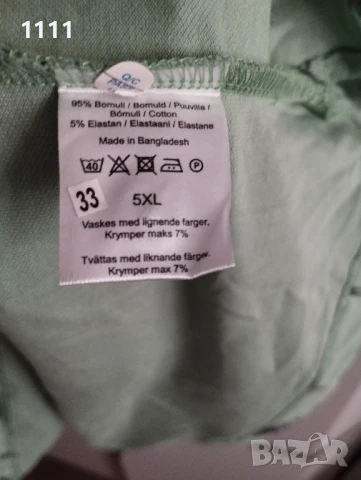 1111
Q/C
95% Bomull / Bomuld / Puuvilla /
Bómull / Cotton
5% Elastan / Elastaani / Elastane
Made in Bangladesh
40
P
33
5XL
Vaskes med lignende farger.
Krymper maks 7%
Tvättas med liknande färger.
Krymper max 7%
BAZAR